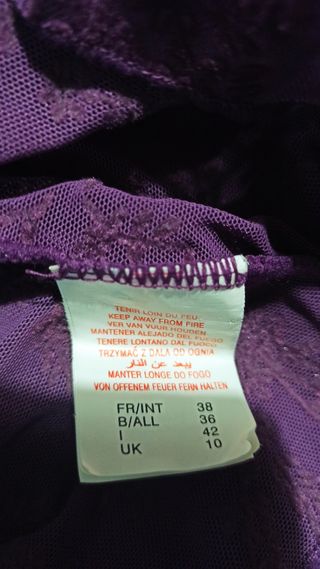 TENIR LOIN DU FEU
KEEP AWAY FROM FIRE
VER VAN VUUR HOUDEN
MANTENER ALEJADO DEL FUEGO
TENERE LONTANO DAL FUOCO
TRZYMAĆ Z DALA OD OGNIA
يبعد عن النار
MANTER LONGE DO FOGO
VON OFFENEM FEUER FERN HALTEN
FR/INT 38
B/ALL 36
I 42
UK 10